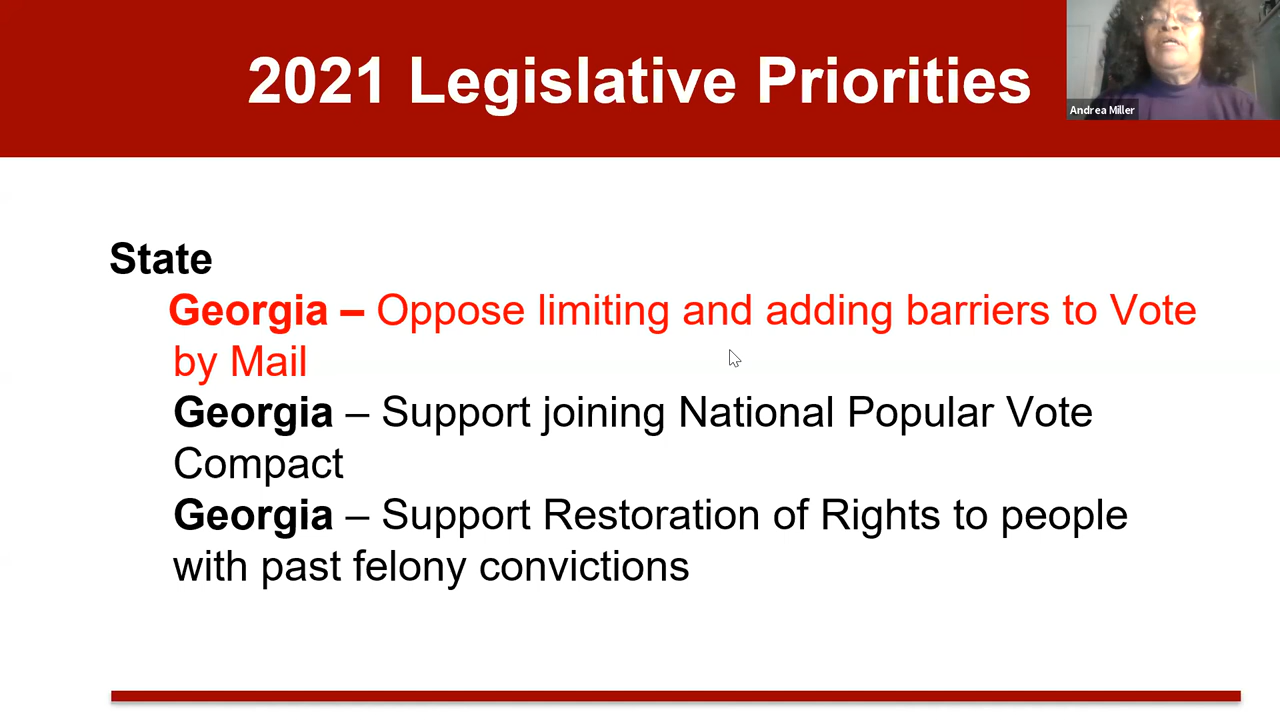 2021 Legislative Priorities
Andrea Miller
State
Georgia – Oppose limiting and adding barriers to Vote
by Mail
Georgia – Support joining National Popular Vote
Compact
Georgia – Support Restoration of Rights to people
with past felony convictions